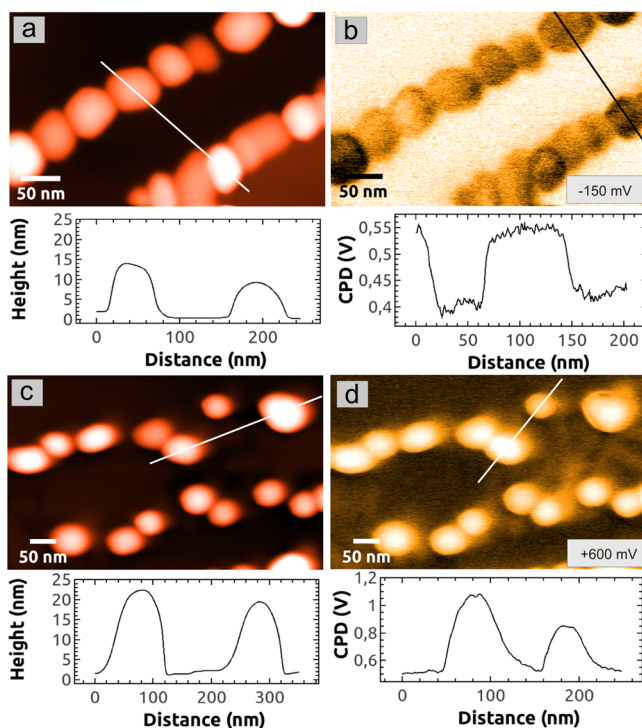 a
50 nm
b
50 nm
-150 mV
Height (nm)
25
20
15
10
5
0
0 100 200
Distance (nm)
CPD (V)
0,55
0,45
0,4
0 50 100 150 200
Distance (nm)
c
50 nm
d
50 nm
+600 mV
Height (nm)
25
20
15
10
5
0
0 100 200 300
Distance (nm)
CPD (V)
1,2
1
0,8
0,6
0 100 200
Distance (nm)